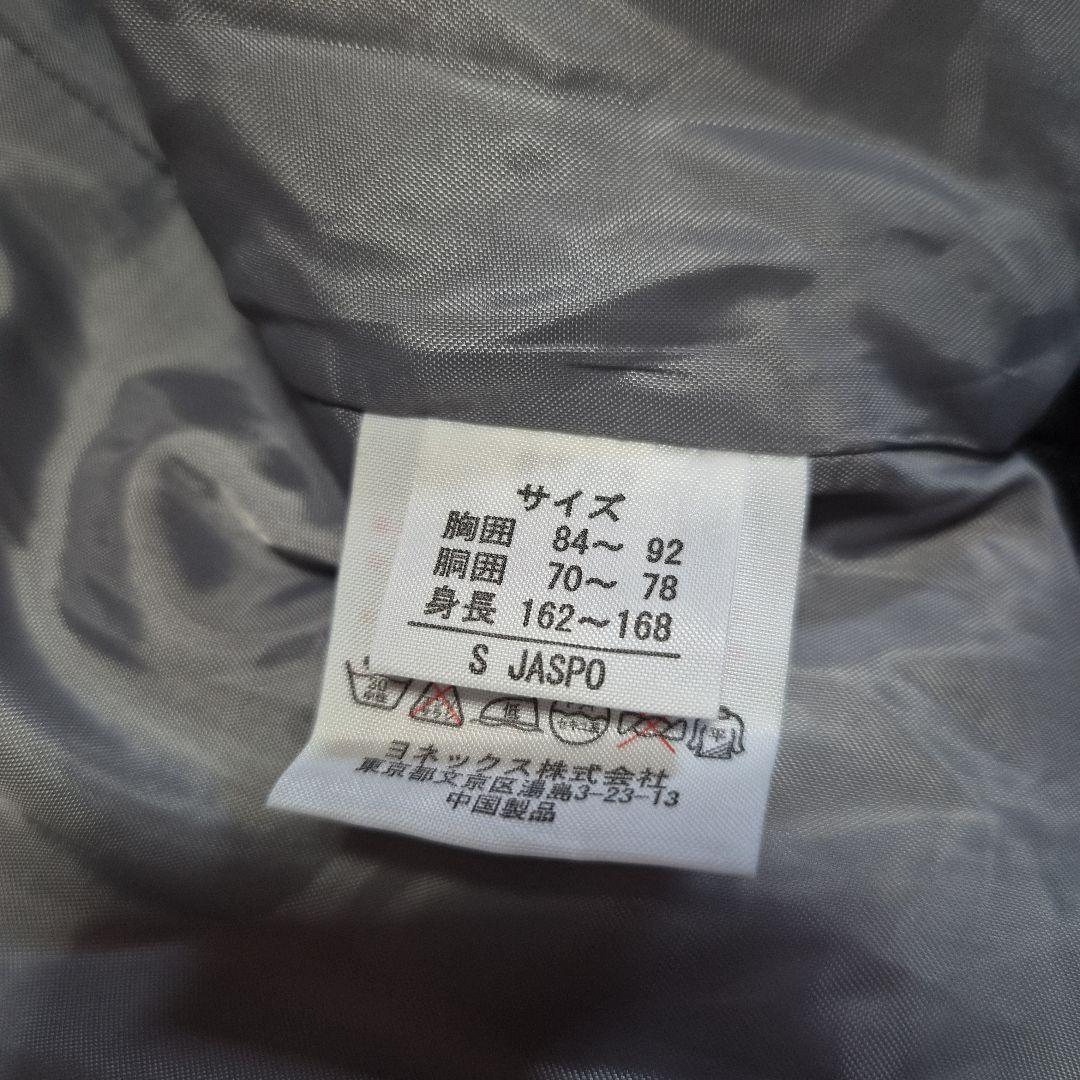 サイズ
胸囲 84～ 92
胴囲 70～ 78
身長 162～168
S JASPO
低
平
ヨネックス株式会社
東京都文京区湯島3-23-13
中国製品